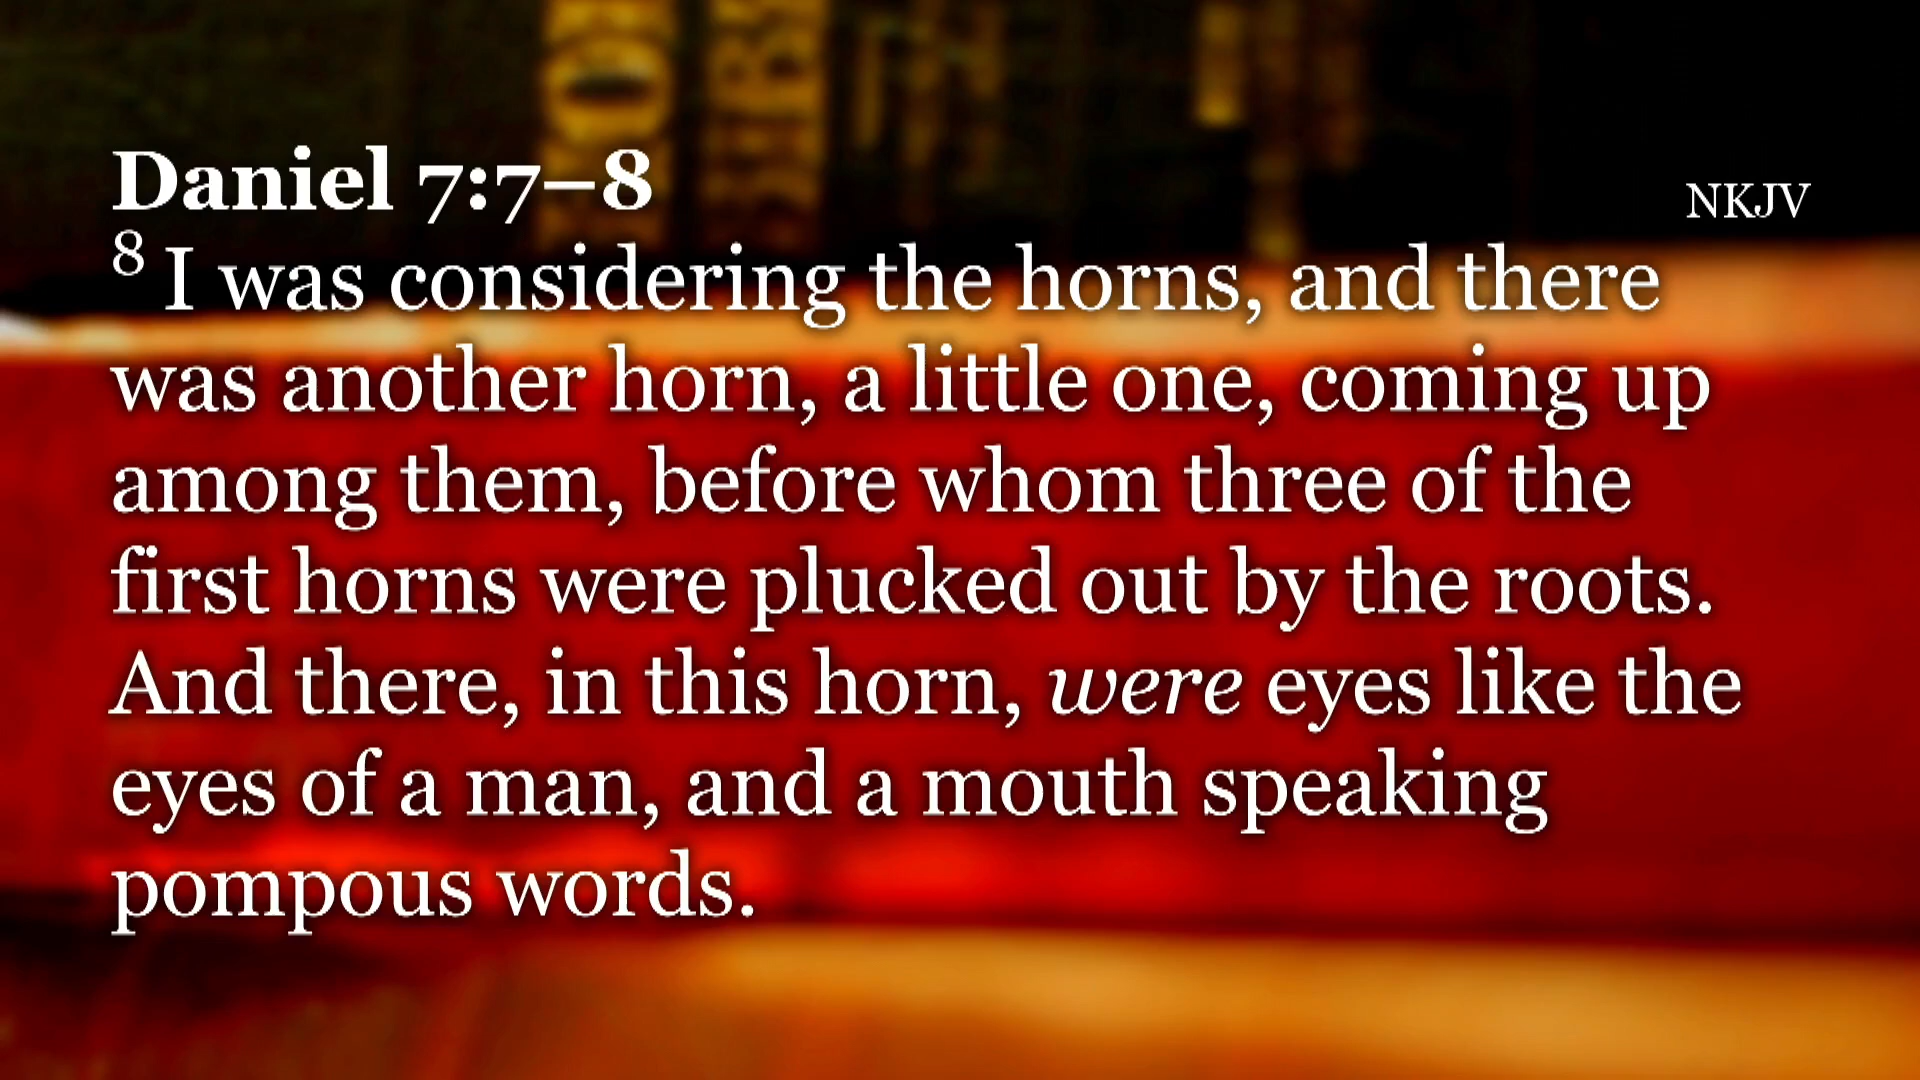 Daniel 7:7–8
NKJV
8 I was considering the horns, and there
was another horn, a little one, coming up
among them, before whom three of the
first horns were plucked out by the roots.
And there, in this horn, were eyes like the
eyes of a man, and a mouth speaking
pompous words.